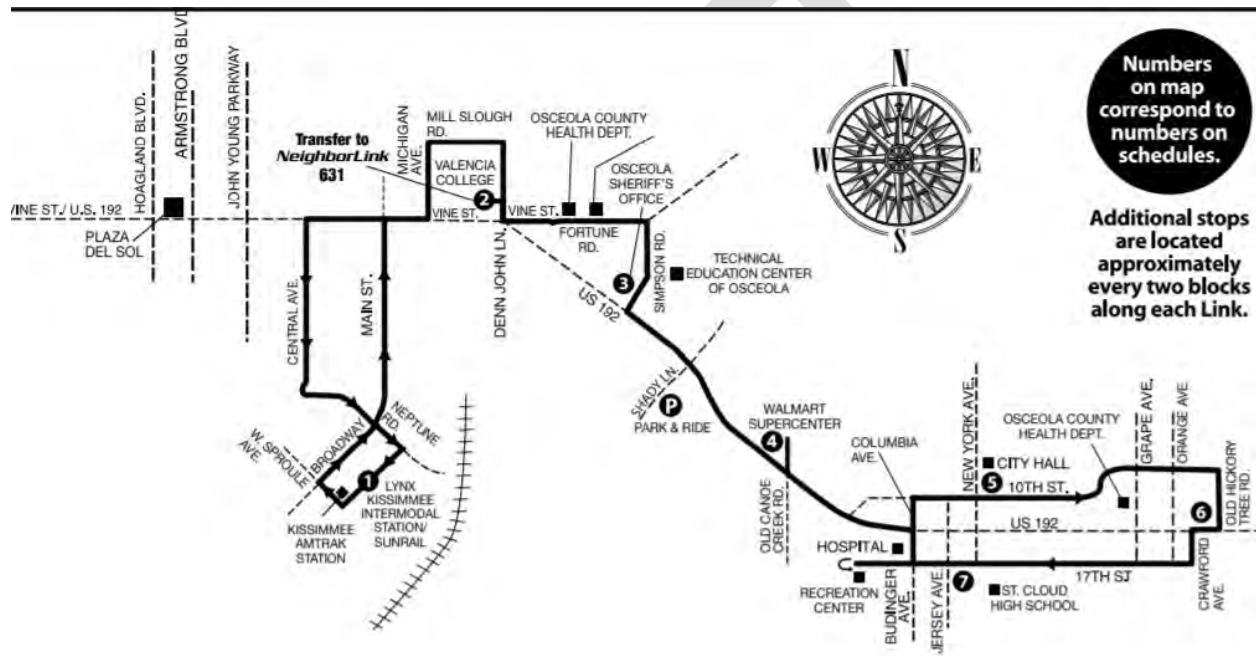 HOAGLAND BLVD.
ARMSTRONG BLVD
JOHN YOUNG PARKWAY
VINE ST./ U.S. 192
PLAZA
DEL SOL
Transfer to
NeighborLink
631
MICHIGAN
AVE.
MILL SLOUGH
RD.
VALENCIA
COLLEGE
2
VINE ST.
VINE ST.
OSCEOLA COUNTY
HEALTH DEPT.
OSCEOLA
SHERIFF'S
OFFICE
FORTUNE
RD.
DENN JOHN LN.
US 192
3
SIMPSON RD.
TECHNICAL
EDUCATION CENTER
OF OSCEOLA
CENTRAL AVE.
MAIN ST.
NEPTUNE
RD.
BROADWAY
W. SPROULE
AVE.
1
LYNX
KISSIMMEE
INTERMODAL
STATION/
SUNRAIL
KISSIMMEE
AMTRAK
STATION
SHADY LN.
P
PARK & RIDE
WALMART
SUPERCENTER
4
OLD CANOE
CREEK RD.
COLUMBIA
AVE.
NEW YORK AVE.
CITY HALL
5
10TH ST.
OSCEOLA COUNTY
HEALTH DEPT.
GRAPE AVE,
ORANGE AVE.
OLD HICKORY
TREE RD.
6
US 192
HOSPITAL
RECREATION
CENTER
BUDINGER
AVE.
JERSEY AVE.
7
ST. CLOUD
HIGH SCHOOL
17TH ST
CRAWFORD
AVE.
N
W
E
S
Numbers
on map
correspond to
numbers on
schedules.
Additional stops
are located
approximately
every two blocks
along each Link.